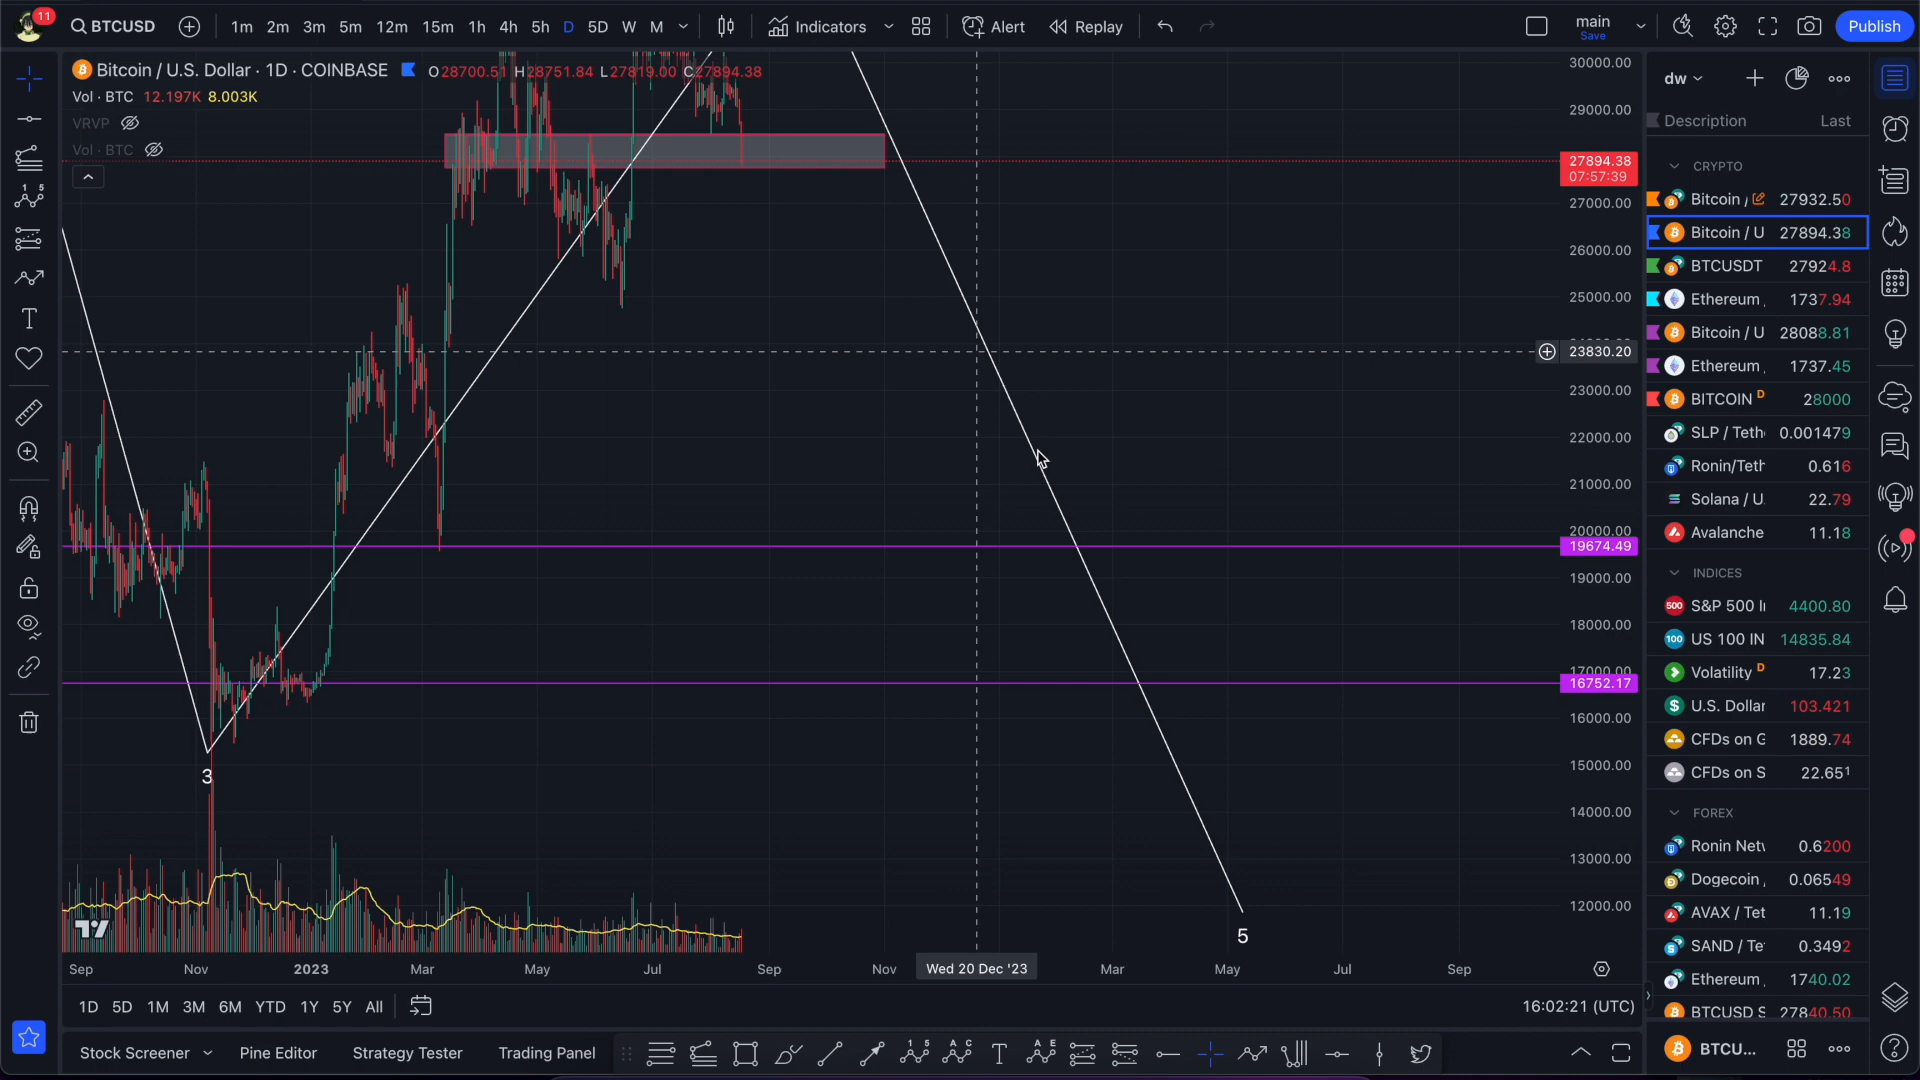 11
BTCUSD 1m 2m 3m 5m 12m 15m 1h 4h 5h D 5D W M Indicators Alert Replay main Save Publish
Bitcoin / U.S. Dollar · 1D · COINBASE O28700.51 H28751.84 L27819.00 C27894.38
Vol · BTC 12.197K 8.003K
VRVP
Vol · BTC
1 5
3
5
30000.00
29000.00
27894.38
07:57:39
27000.00
26000.00
25000.00
23830.20
23000.00
22000.00
21000.00
20000.00
19674.49
19000.00
18000.00
17000.00
16752.17
16000.00
15000.00
14000.00
13000.00
12000.00
Sep Nov 2023 Mar May Jul Sep Nov Wed 20 Dec '23 Mar May Jul Sep
1D 5D 1M 3M 6M YTD 1Y 5Y All 16:02:21 (UTC)
Stock Screener Pine Editor Strategy Tester Trading Panel
dw
Description Last
CRYPTO
Bitcoin / 27932.50
Bitcoin / U 27894.38
BTCUSDT 27924.8
Ethereum 1737.94
Bitcoin / U 28088.81
Ethereum 1737.45
BITCOIN D 28000
SLP / Teth 0.001479
Ronin/Teth 0.616
Solana / U. 22.79
Avalanche 11.18
INDICES
500 S&P 500 I 4400.80
100 US 100 IN 14835.84
Volatility D 17.23
U.S. Dollar 103.421
CFDs on G 1889.74
CFDs on S 22.651
FOREX
Ronin Net 0.6200
Dogecoin 0.06549
AVAX / Tet 11.19
SAND / Te 0.3492
Ethereum 1740.02
BTCUSD S 27840.50
BTCU...